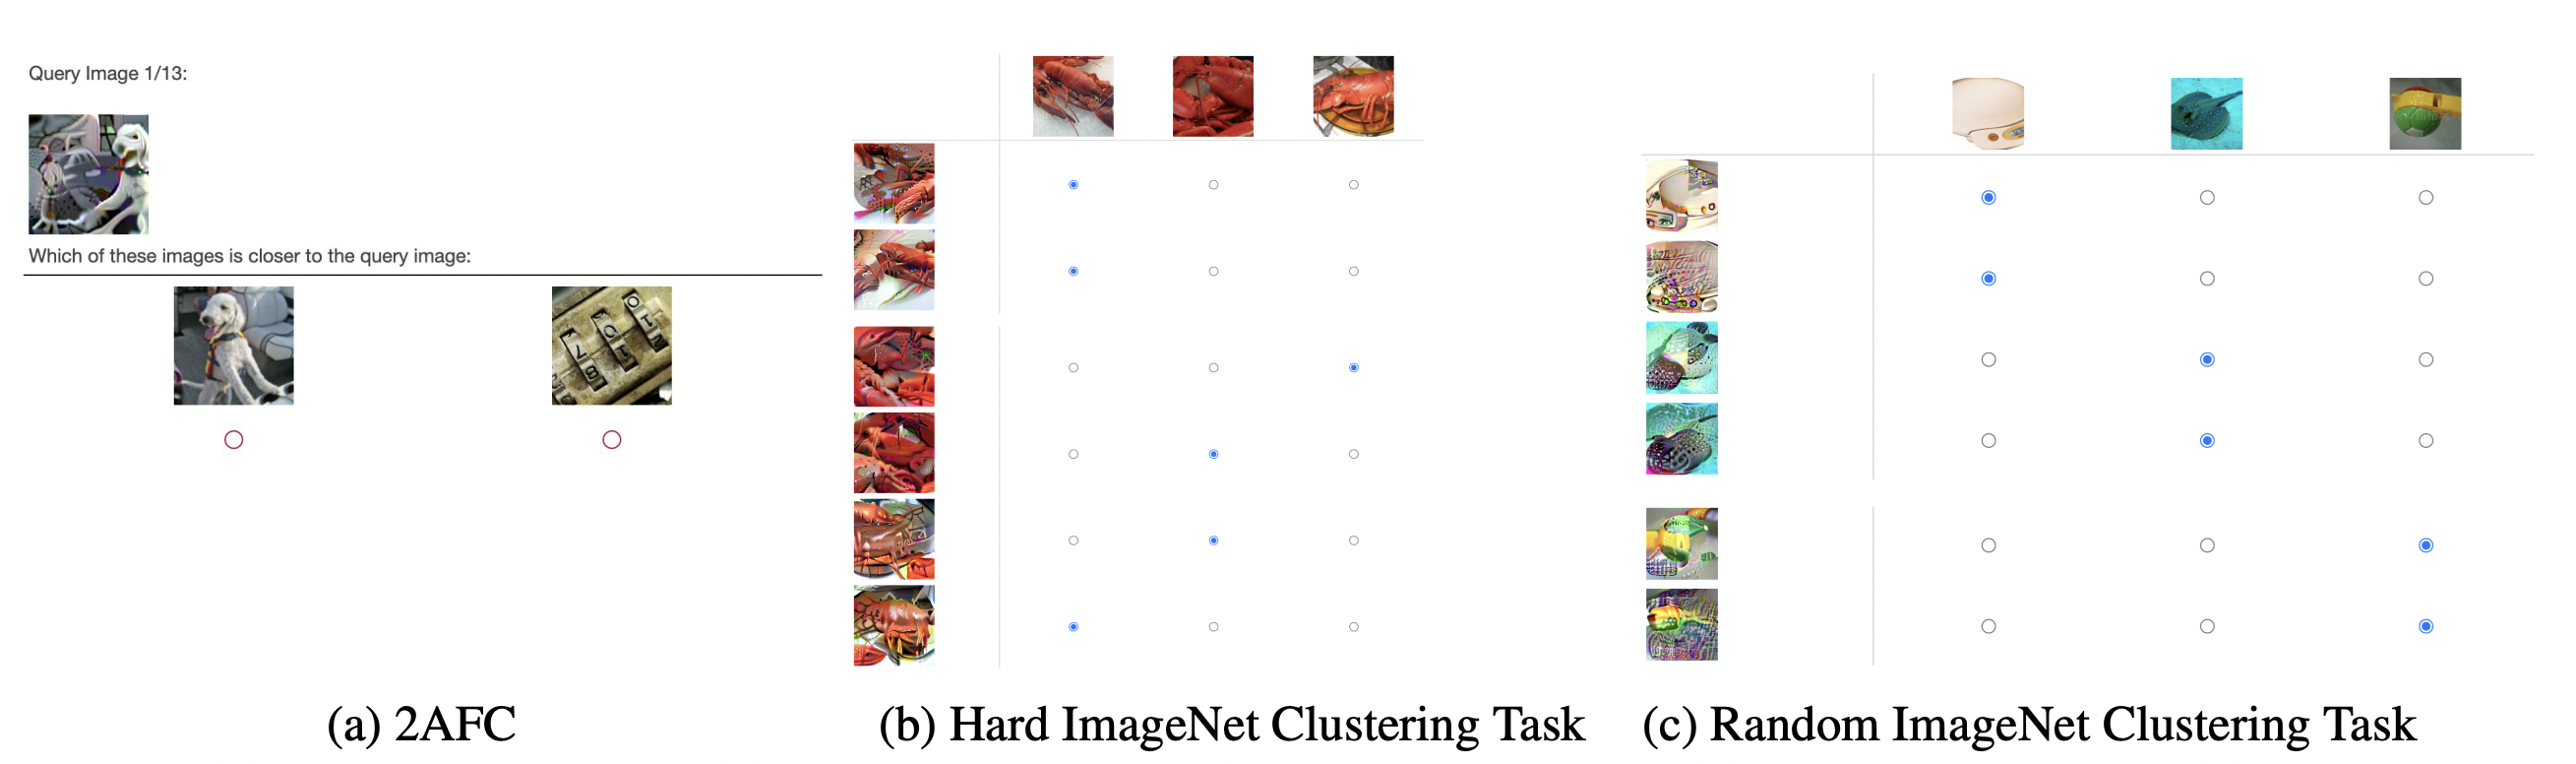 Query Image 1/13:
Which of these images is closer to the query image:
(a) 2AFC
(b) Hard ImageNet Clustering Task
(c) Random ImageNet Clustering Task